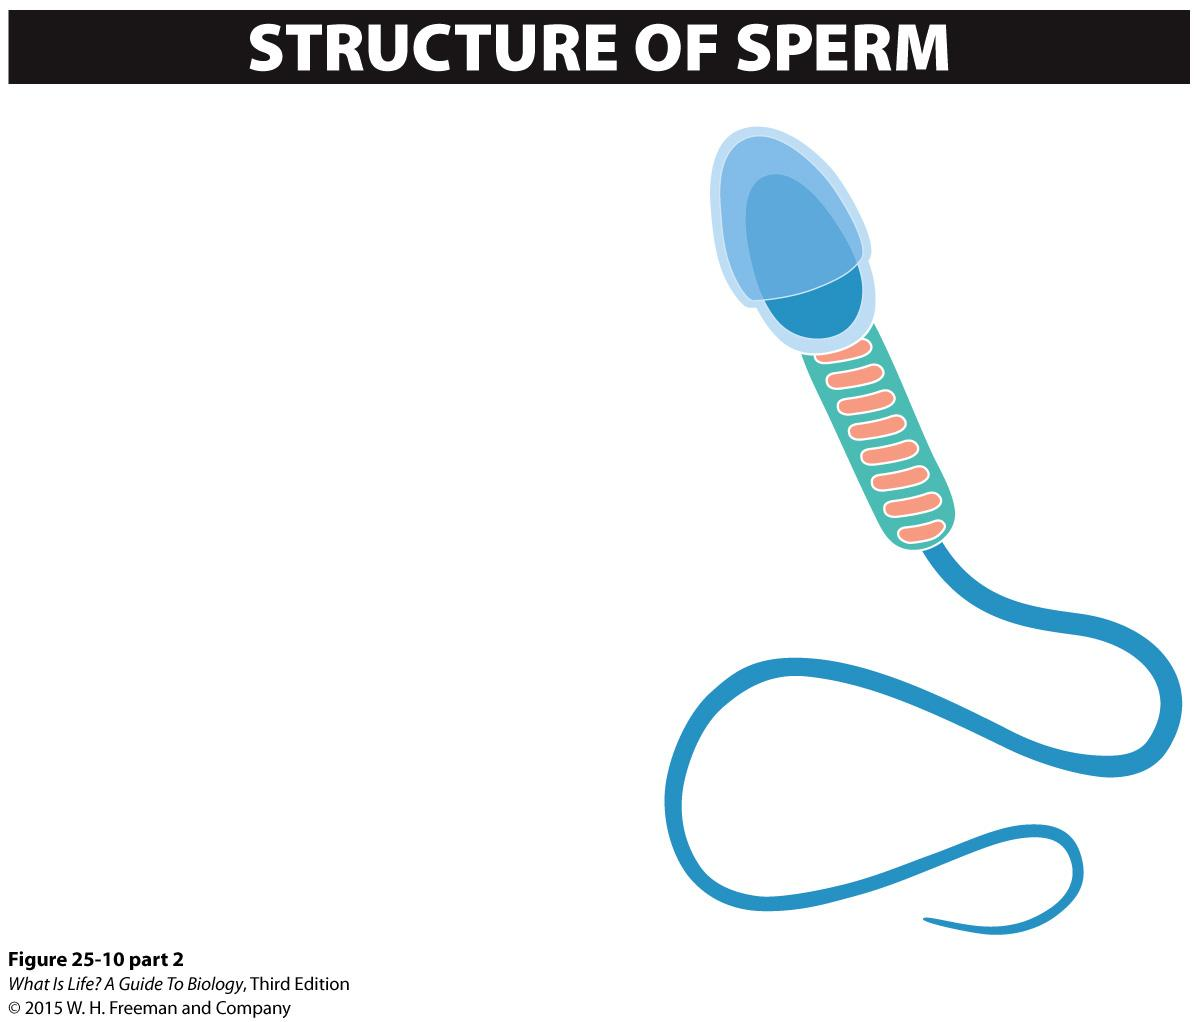 STRUCTURE OF SPERM
Figure 25-10 part 2
What Is Life? A Guide To Biology, Third Edition
© 2015 W. H. Freeman and Company